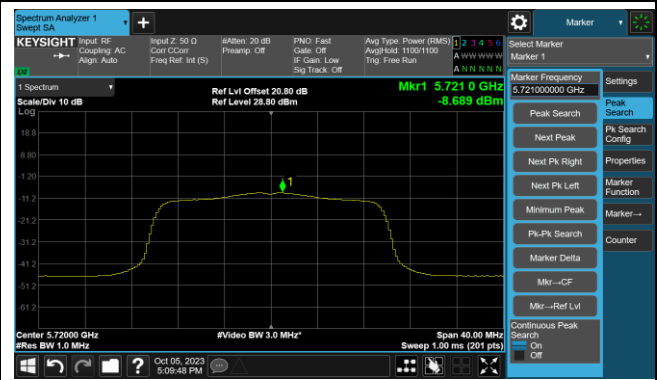 Spectrum Analyzer 1
Swept SA
+
Marker
KEYSIGHT
Input: RF
Coupling: AC
Align: Auto
Input Z: 50 Ω
Corr CCorr
Freq Ref: Int (S)
#Atten: 20 dB
Preamp: Off
PNO: Fast
Gate: Off
IF Gain: Low
Sig Track: Off
Avg Type: Power (RMS)
Avg|Hold: 1100/1100
Trig: Free Run
1 2 3 4 5 6
A W W W W W
A N N N N N
LXI
Select Marker
Marker 1
1 Spectrum
Scale/Div 10 dB
Log
Ref Lvl Offset 20.80 dB
Ref Level 28.80 dBm
Mkr1 5.721 0 GHz
-8.689 dBm
18.8
8.80
-1.20
-11.2
-21.2
-31.2
-41.2
-51.2
-61.2
1
Center 5.72000 GHz
#Res BW 1.0 MHz
#Video BW 3.0 MHz*
Span 40.00 MHz
Sweep 1.00 ms (201 pts)
Marker Frequency
5.721000000 GHz
Peak Search
Next Peak
Next Pk Right
Next Pk Left
Minimum Peak
Pk-Pk Search
Marker Delta
Mkr→CF
Mkr→Ref Lvl
Continuous Peak
Search
On
Off
Settings
Peak
Search
Pk Search
Config
Properties
Marker
Function
Marker→
Counter
?
Oct 05, 2023
5:09:48 PM